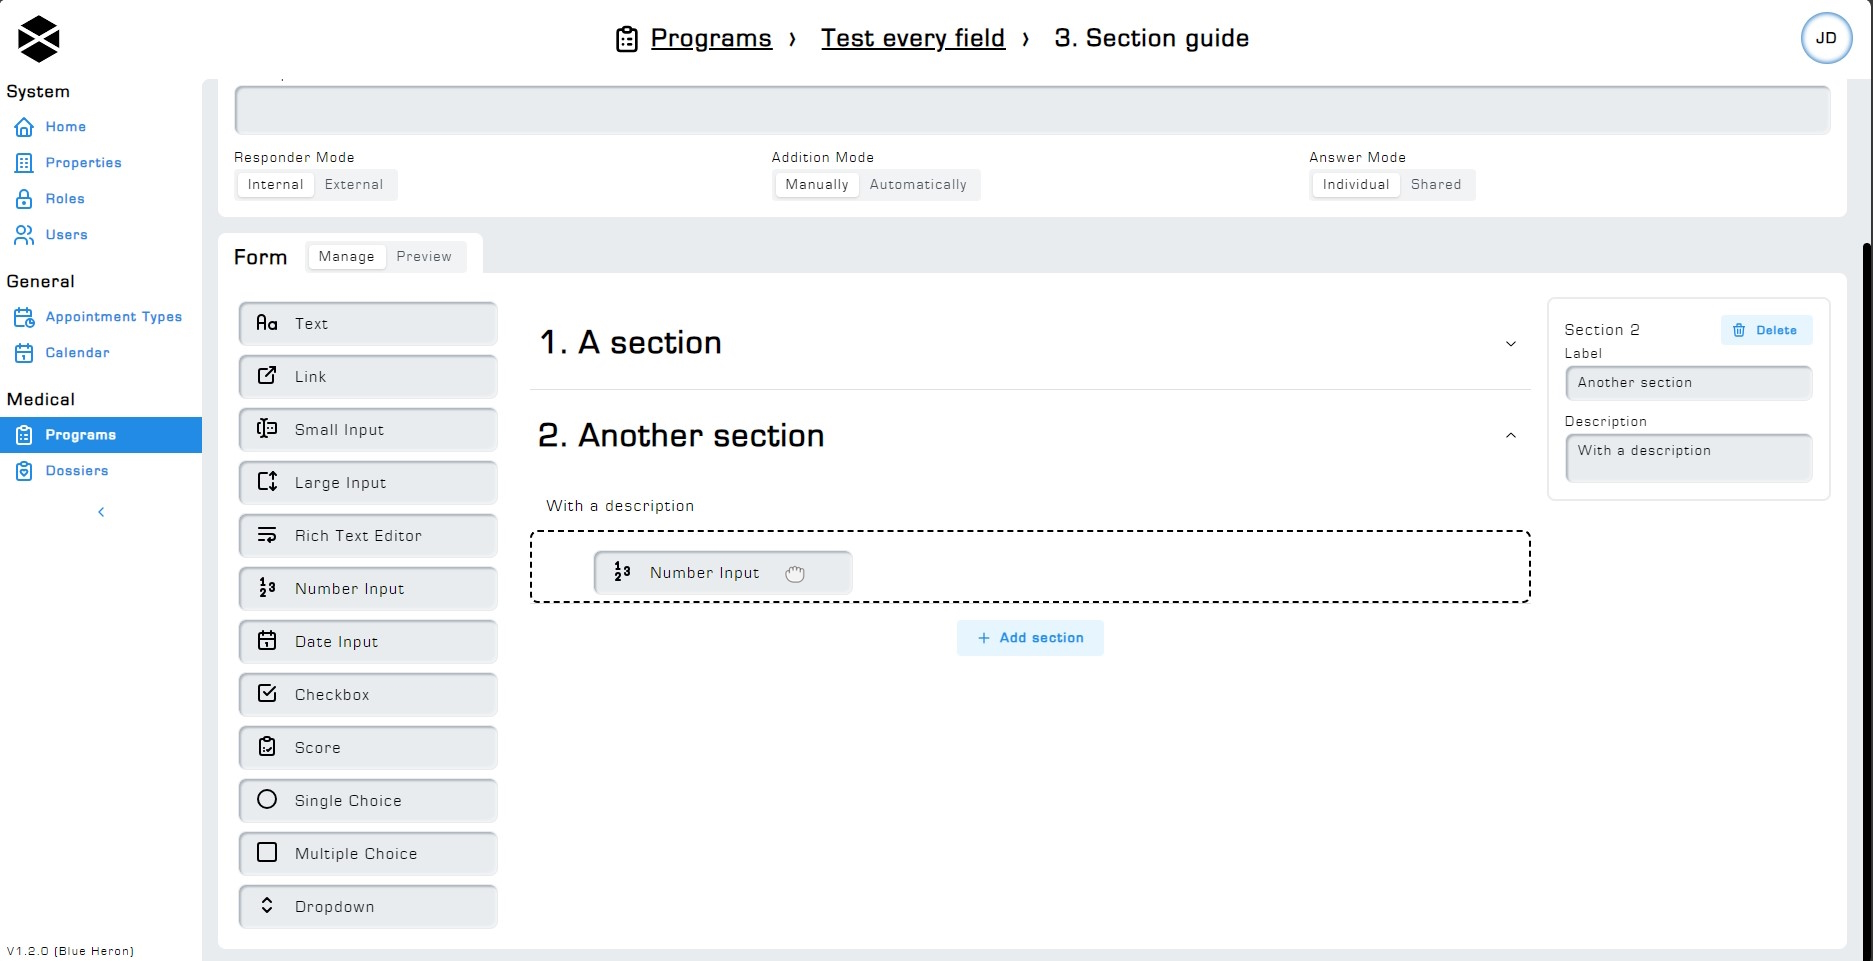 Programs › Test every field › 3. Section guide
JD
System
Home
Properties
Roles
Users
General
Appointment Types
Calendar
Medical
Programs
Dossiers
V1.2.0 (Blue Heron)
Responder Mode
Internal External
Addition Mode
Manually Automatically
Answer Mode
Individual Shared
Form Manage Preview
Text
Link
Small Input
Large Input
Rich Text Editor
Number Input
Date Input
Checkbox
Score
Single Choice
Multiple Choice
Dropdown
1. A section
2. Another section
With a description
Number Input
+ Add section
Section 2 Delete
Label
Another section
Description
With a description